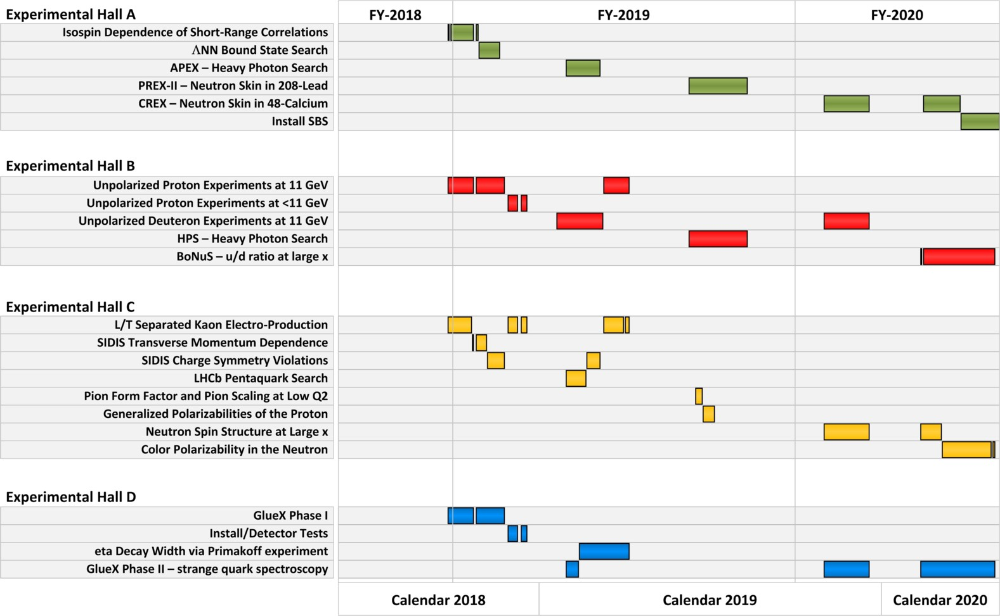 Experimental Hall A FY-2018 FY-2019 FY-2020
Isospin Dependence of Short-Range Correlations
ΛNN Bound State Search
APEX – Heavy Photon Search
PREX-II – Neutron Skin in 208-Lead
CREX – Neutron Skin in 48-Calcium
Install SBS
Experimental Hall B
Unpolarized Proton Experiments at 11 GeV
Unpolarized Proton Experiments at <11 GeV
Unpolarized Deuteron Experiments at 11 GeV
HPS – Heavy Photon Search
BoNuS – u/d ratio at large x
Experimental Hall C
L/T Separated Kaon Electro-Production
SIDIS Transverse Momentum Dependence
SIDIS Charge Symmetry Violations
LHCb Pentaquark Search
Pion Form Factor and Pion Scaling at Low Q2
Generalized Polarizabilities of the Proton
Neutron Spin Structure at Large x
Color Polarizability in the Neutron
Experimental Hall D
GlueX Phase I
Install/Detector Tests
eta Decay Width via Primakoff experiment
GlueX Phase II – strange quark spectroscopy
Calendar 2018 Calendar 2019 Calendar 2020